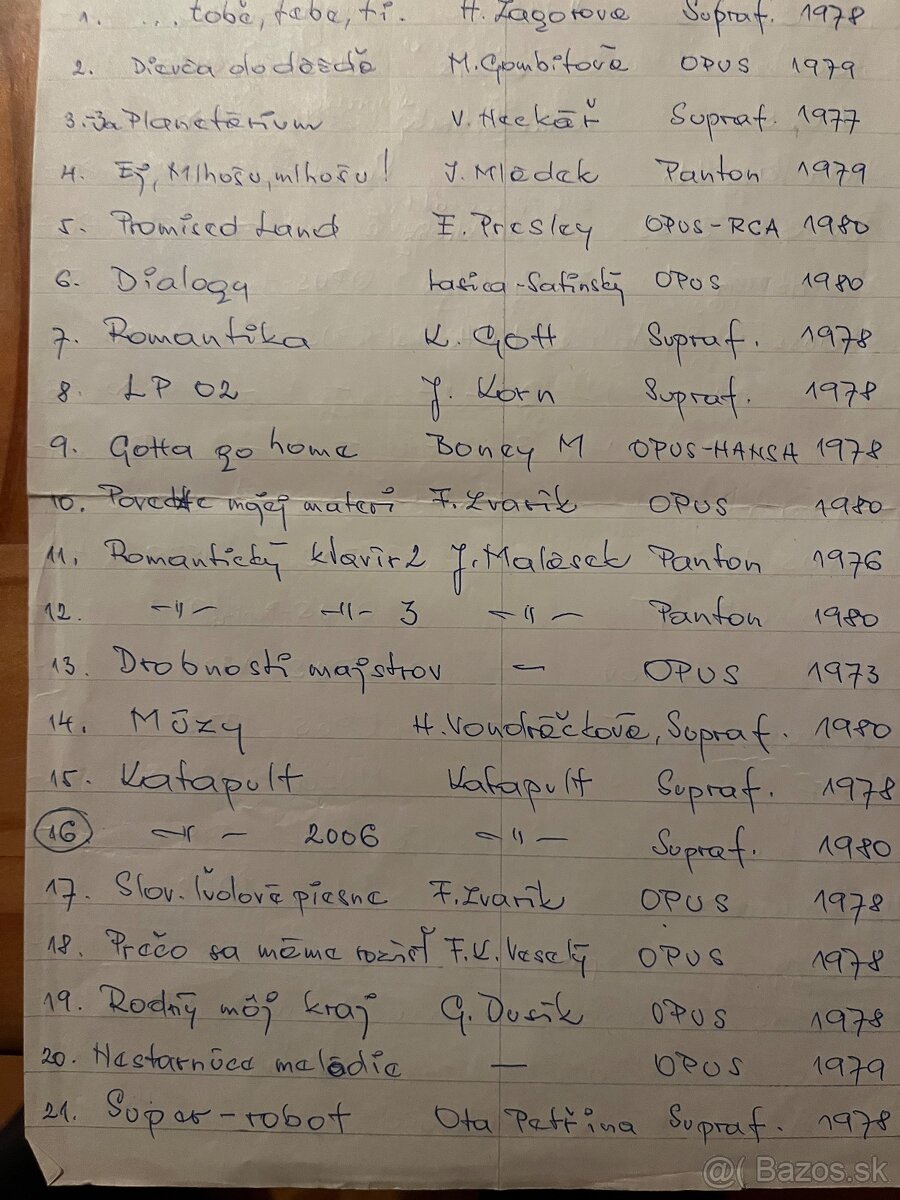 1. ... tobě, tebe, ti. H. Zagorova Supraf. 1978
2. Dievča do dažďa M. Gombitová OPUS 1979
3. Planetárium V. Neckář Supraf. 1977
4. Ej, Mlhošu, mlhošu! J. Mládek Panton 1979
5. Promised Land E. Presley OPUS-RCA 1980
6. Dialogy Lasica-Satinský OPUS 1980
7. Romantika K. Gott Supraf. 1978
8. LP 02 J. Korn Supraf. 1978
9. Gotta go home Boney M OPUS-HANSA 1978
10. Povedzte mojej materi F. Zvarík OPUS 1980
11. Romantický klavír 2 J. Malásek Panton 1976
12. -"- -"- 3 -"- Panton 1980
13. Drobnosti majstrov - OPUS 1973
14. Múzy H. Vondráčková, Supraf. 1980
15. Katapult Katapult Supraf. 1978
16 -"- 2006 -"- Supraf. 1980
17. Slov. ľudové piesne F. Zvarík OPUS 1978
18. Prečo sa máme rozísť F. K. Veselý OPUS 1978
19. Rodný môj kraj G. Dusík OPUS 1978
20. Nestarnúce melódie - OPUS 1979
21. Super-robot Ota Petřina Supraf. 1978
@( Bazos.sk